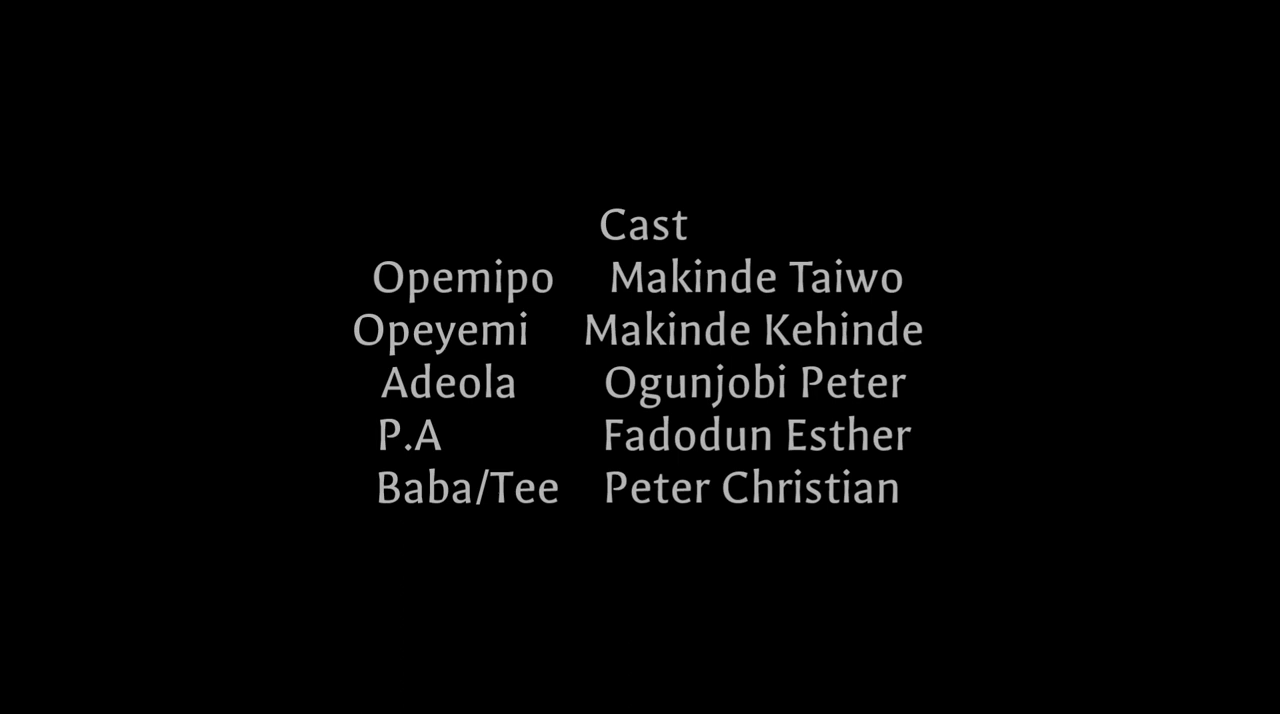 Cast
Opemipo Makinde Taiwo
Opeyemi Makinde Kehinde
Adeola Ogunjobi Peter
P.A Fadodun Esther
Baba/Tee Peter Christian